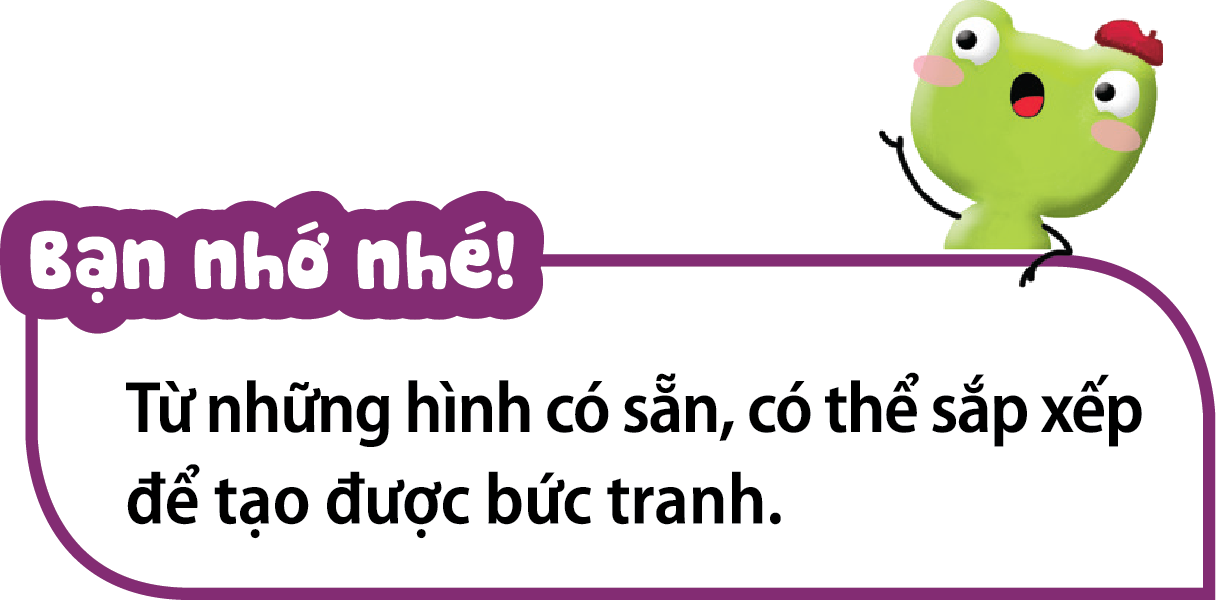 Bạn nhớ nhé!
Từ những hình có sẵn, có thể sắp xếp
để tạo được bức tranh.